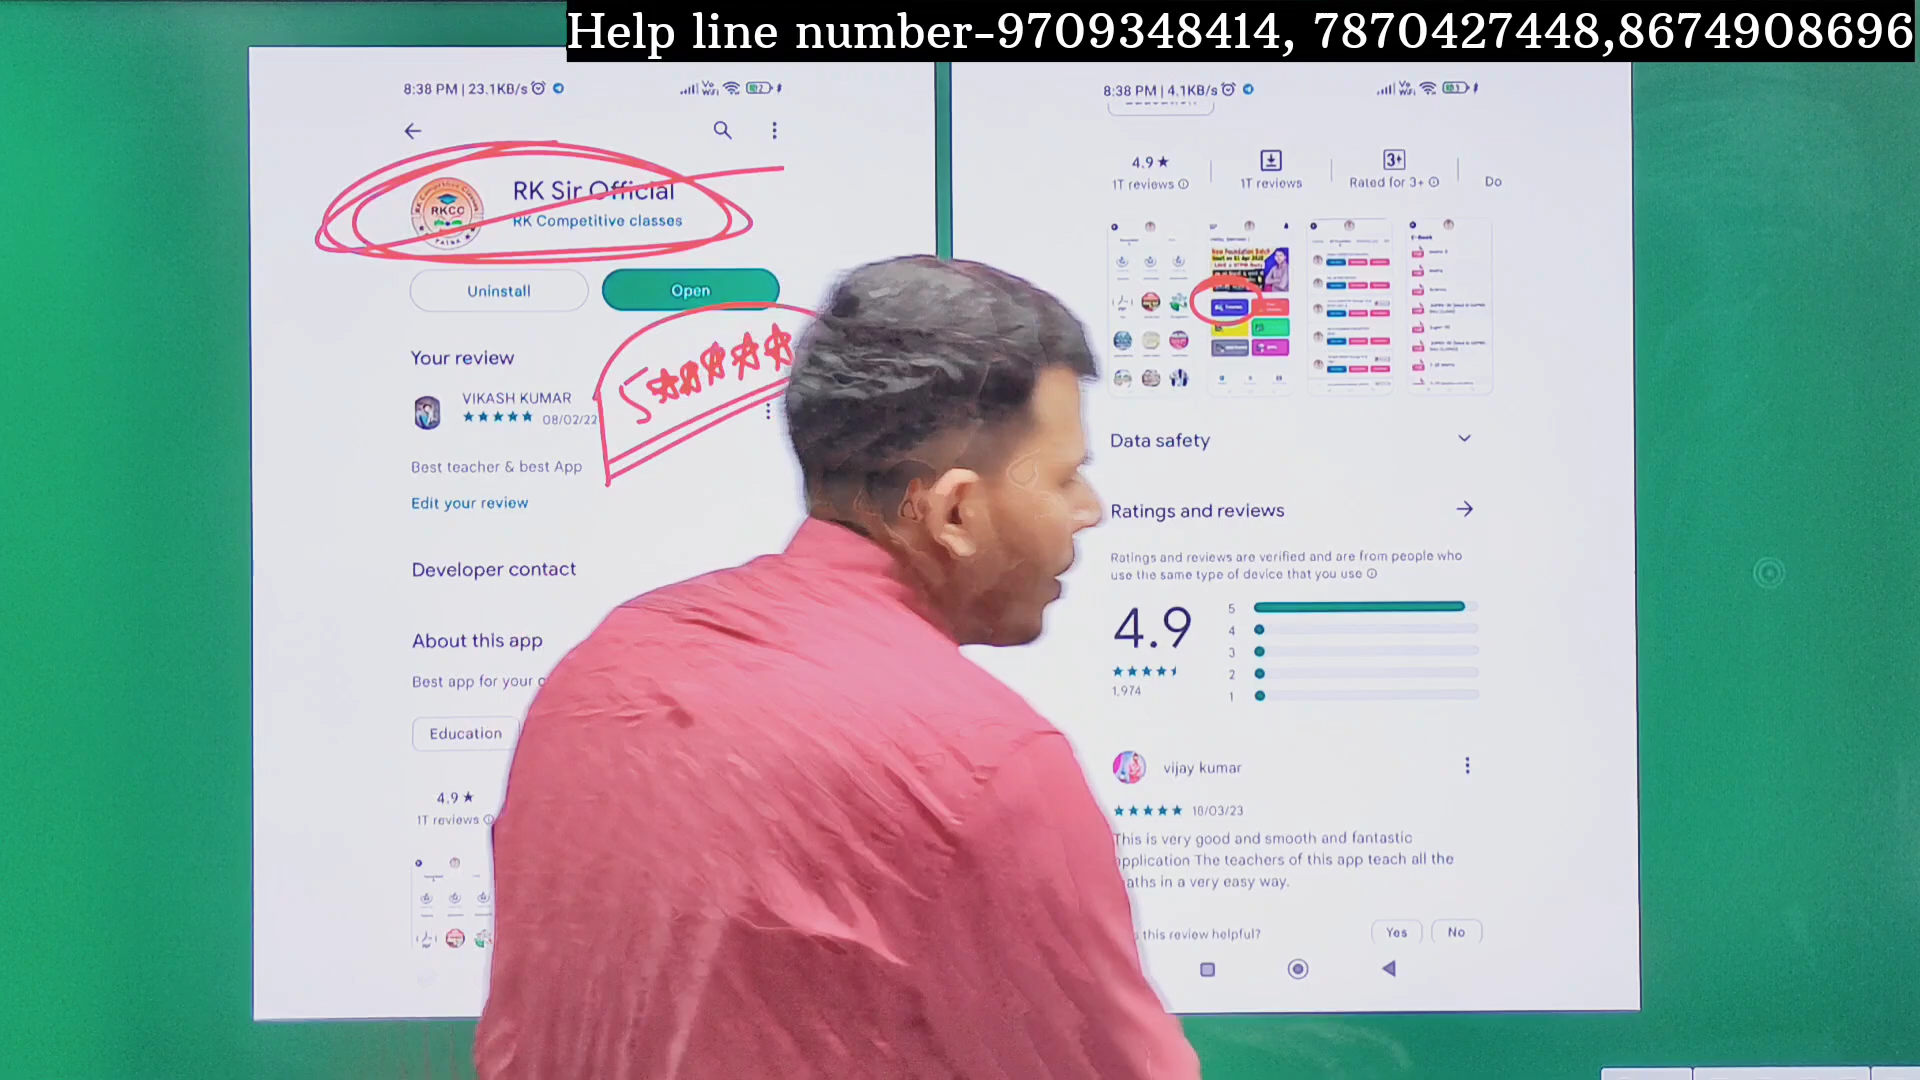 Help line number-9709348414, 7870427448,8674908696
8:38 PM | 23.1KB/s
RK Sir Official
RK Competitive classes
RKCC
PATNA
Uninstall
Open
Your review
VIKASH KUMAR
08/02/22
5
Best teacher & best App
Edit your review
Developer contact
About this app
Best app for your
Education
4.9 ★
1T reviews
8:38 PM | 4.1KB/s
4.9 ★
1T reviews
1T reviews
3+
Rated for 3+
Do
Data safety
Ratings and reviews
Ratings and reviews are verified and are from people who
use the same type of device that you use
4.9
1,974
5
4
3
2
1
vijay kumar
18/03/23
This is very good and smooth and fantastic
application The teachers of this app teach all the
maths in a very easy way.
this review helpful?
Yes
No